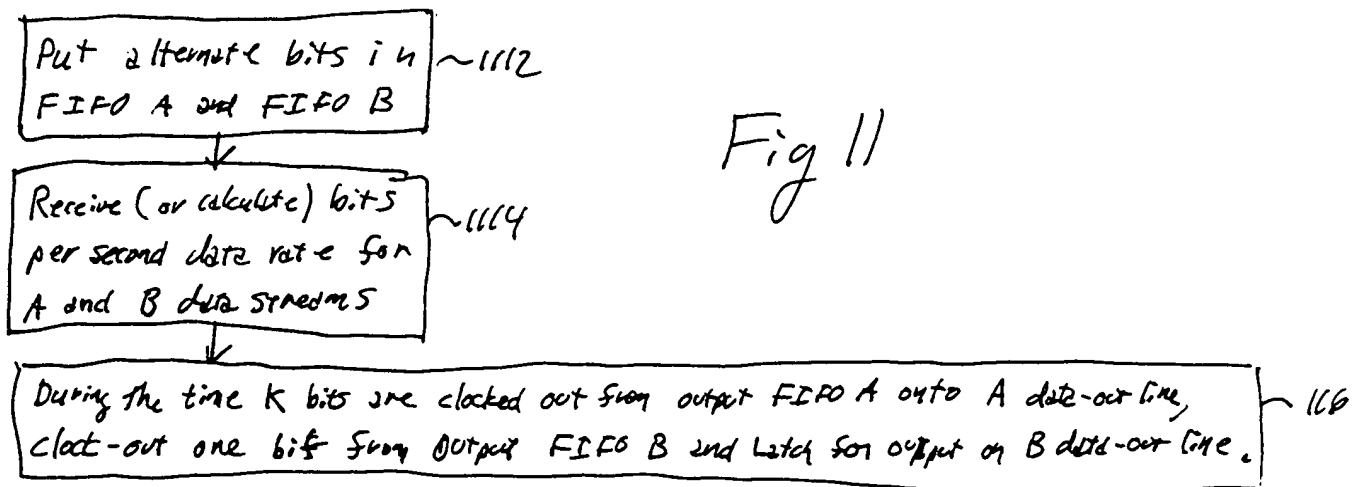 Put alternate bits in
FIFO A and FIFO B
~1112
Fig 11
Receive (or calculate) bits
per second data rate for
A and B data streams
~1114
During the time K bits are clocked out from output FIFO A onto A data-out line,
clock-out one bit from Output FIFO B and Latch for output on B data-out line.
~ 116